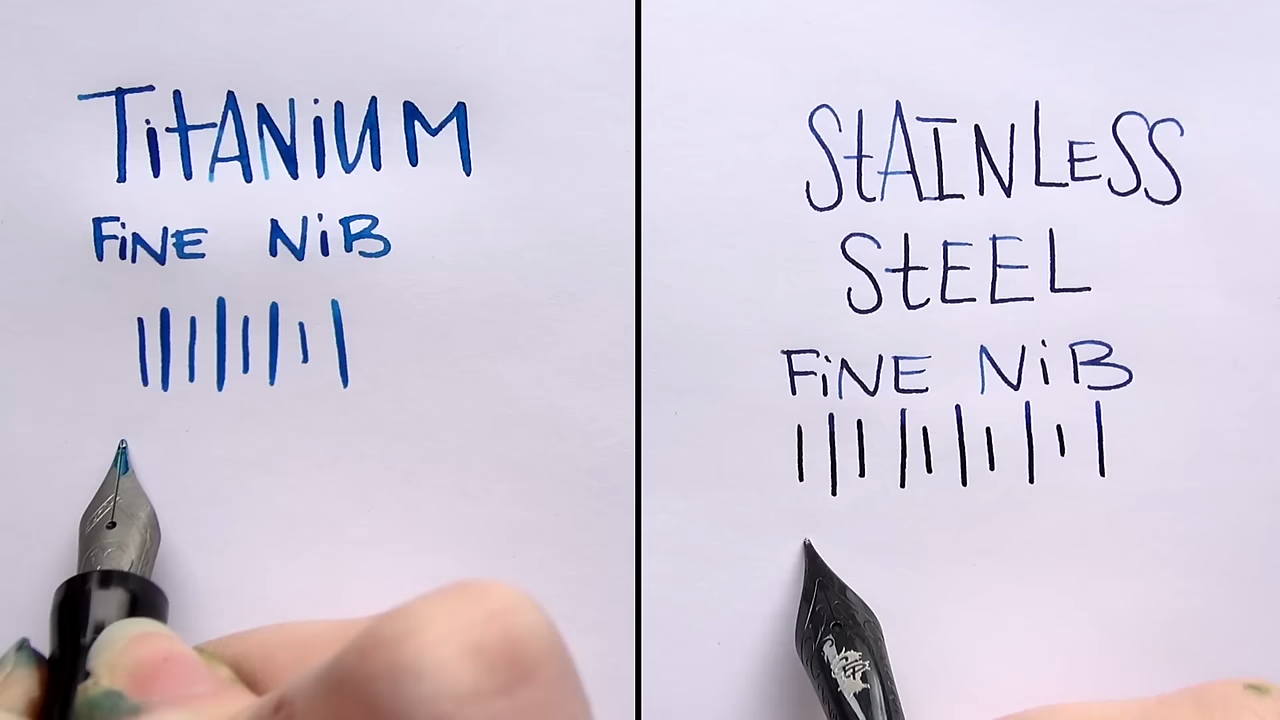 TiTANiUM
FiNE NiB
StAINLESS
StEEL
FiNE NiB